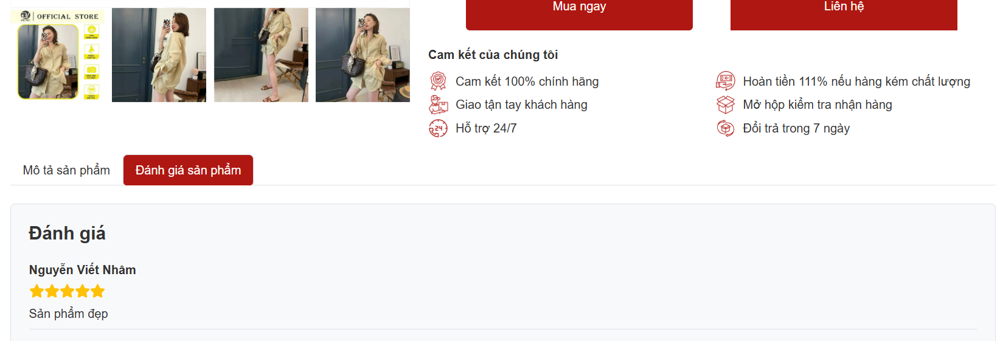 OFFICIAL STORE
Mua ngay
Liên hệ
Cam kết của chúng tôi
Cam kết 100% chính hãng
Hoàn tiền 111% nếu hàng kém chất lượng
Giao tận tay khách hàng
Mở hộp kiểm tra nhận hàng
24
Hỗ trợ 24/7
Đổi trả trong 7 ngày
Mô tả sản phẩm
Đánh giá sản phẩm
Đánh giá
Nguyễn Viết Nhâm
Sản phẩm đẹp